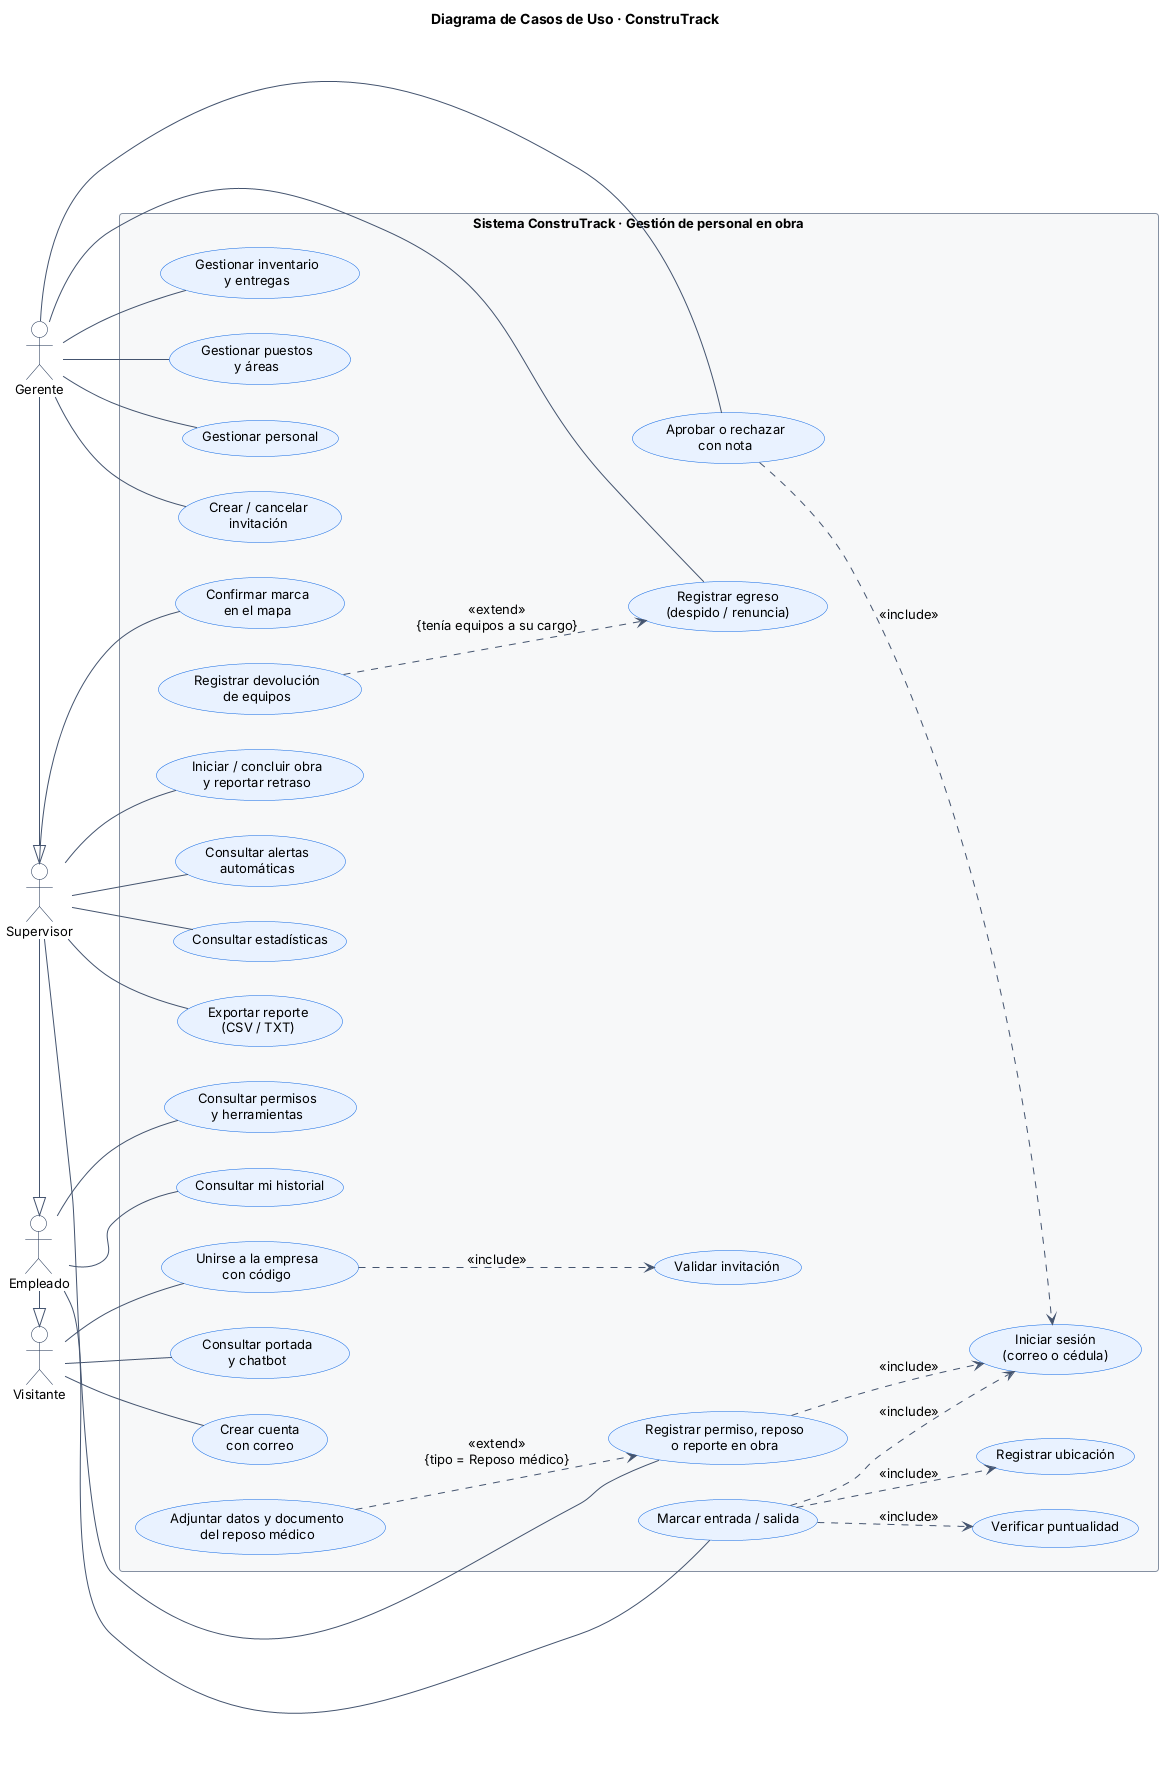 Diagrama de Casos de Uso · ConstruTrack
Sistema ConstruTrack · Gestión de personal en obra
Gestionar inventario
y entregas
Gestionar puestos
y áreas
Gerente
Gestionar personal
Aprobar o rechazar
con nota
Crear / cancelar
invitación
Confirmar marca
en el mapa
«extend»
{tenía equipos a su cargo}
Registrar egreso
(despido / renuncia)
«include»
Registrar devolución
de equipos
Iniciar / concluir obra
y reportar retraso
Consultar alertas
automáticas
Supervisor
Consultar estadísticas
Exportar reporte
(CSV / TXT)
Consultar permisos
y herramientas
Consultar mi historial
Empleado
Unirse a la empresa
con código
«include»
Validar invitación
Consultar portada
y chatbot
Iniciar sesión
(correo o cédula)
«include»
Visitante
Crear cuenta
con correo
«include»
«extend»
{tipo = Reposo médico}
Registrar permiso, reposo
o reporte en obra
Registrar ubicación
«include»
Adjuntar datos y documento
del reposo médico
Marcar entrada / salida
«include»
Verificar puntualidad